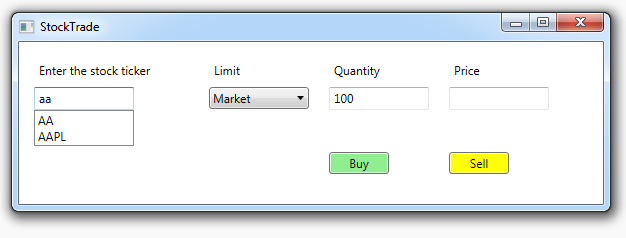 StockTrade
Enter the stock ticker Limit Quantity Price
aa Market 100
AA
AAPL
Buy Sell